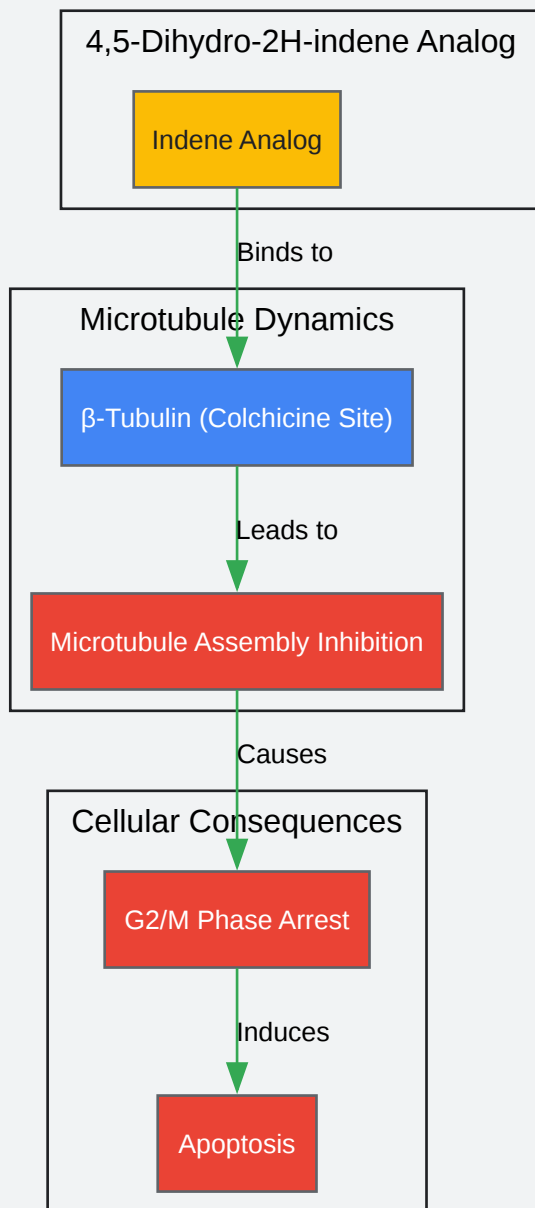 4,5-Dihydro-2H-indene Analog
Indene Analog
Binds to
Microtubule Dynamics
β-Tubulin (Colchicine Site)
Leads to
Microtubule Assembly Inhibition
Causes
Cellular Consequences
G2/M Phase Arrest
Induces
Apoptosis